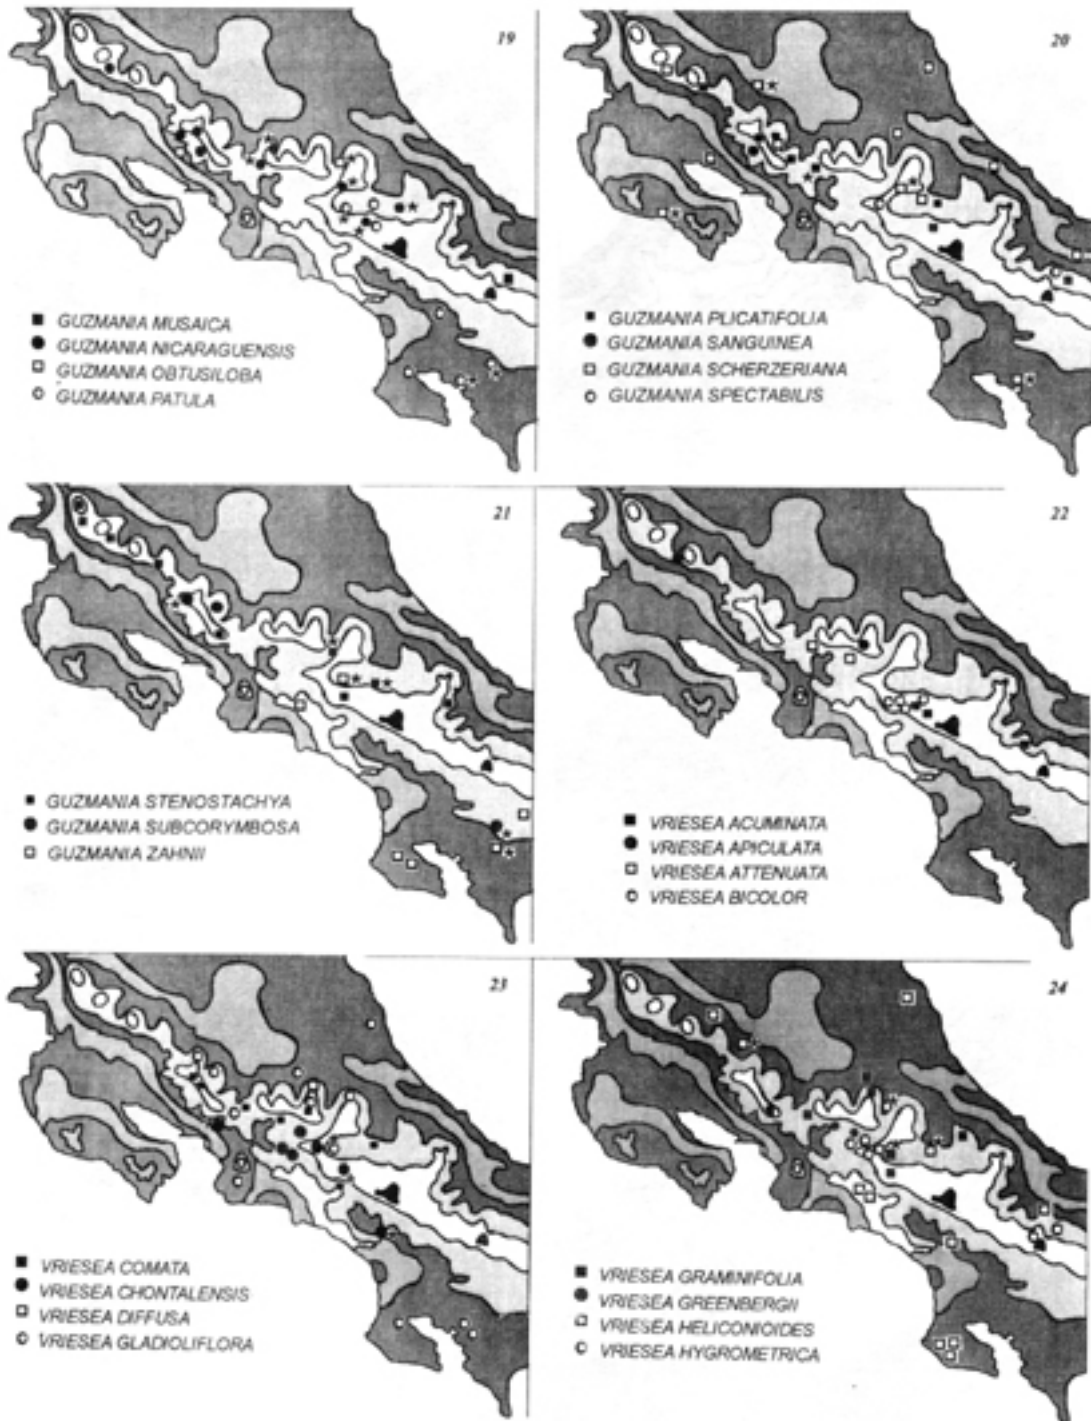 19
GUZMANIA MUSAICA
GUZMANIA NICARAGUENSIS
GUZMANIA OBTUSILOBA
GUZMANIA PATULA
20
GUZMANIA PLICATIFOLIA
GUZMANIA SANGUINEA
GUZMANIA SCHERZERIANA
GUZMANIA SPECTABILIS
21
GUZMANIA STENOSTACHYA
GUZMANIA SUBCORYMBOSA
GUZMANIA ZAHNII
22
VRIESEA ACUMINATA
VRIESEA APICULATA
VRIESEA ATTENUATA
VRIESEA BICOLOR
23
VRIESEA COMATA
VRIESEA CHONTALENSIS
VRIESEA DIFFUSA
VRIESEA GLADIOLIFLORA
24
VRIESEA GRAMINIFOLIA
VRIESEA GREENBERGII
VRIESEA HELICONIOIDES
VRIESEA HYGROMETRICA